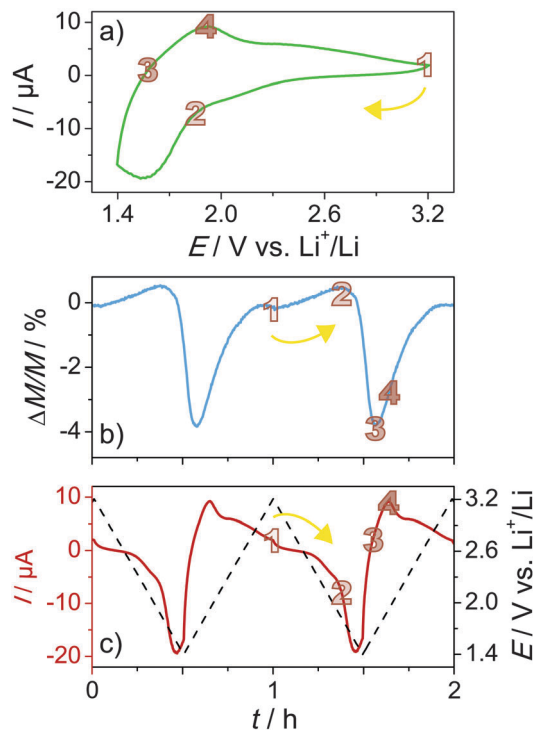 a)
I / µA
10
0
-10
-20
1
2
3
4
1.4 2.0 2.6 3.2
E / V vs. Li⁺/Li
b)
ΔM/M / %
0
-2
-4
1
2
3
4
c)
I / µA
10
0
-10
-20
1
2
3
4
3.2
2.6
2.0
1.4
E / V vs. Li⁺/Li
0 1 2
t / h